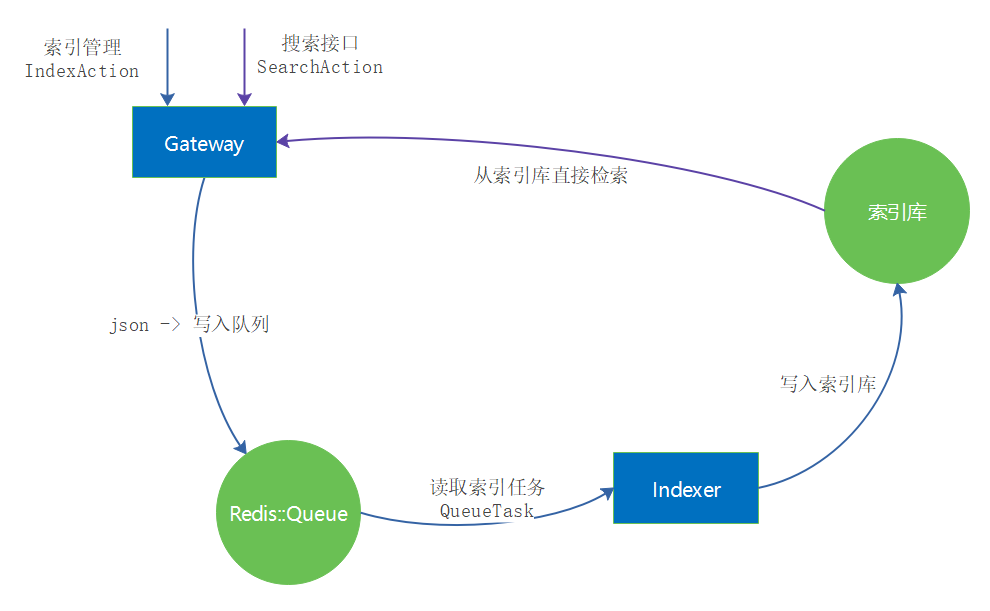 索引管理
IndexAction
搜索接口
SearchAction
Gateway
从索引库直接检索
索引库
json -> 写入队列
写入索引库
读取索引任务
QueueTask
Indexer
Redis::Queue